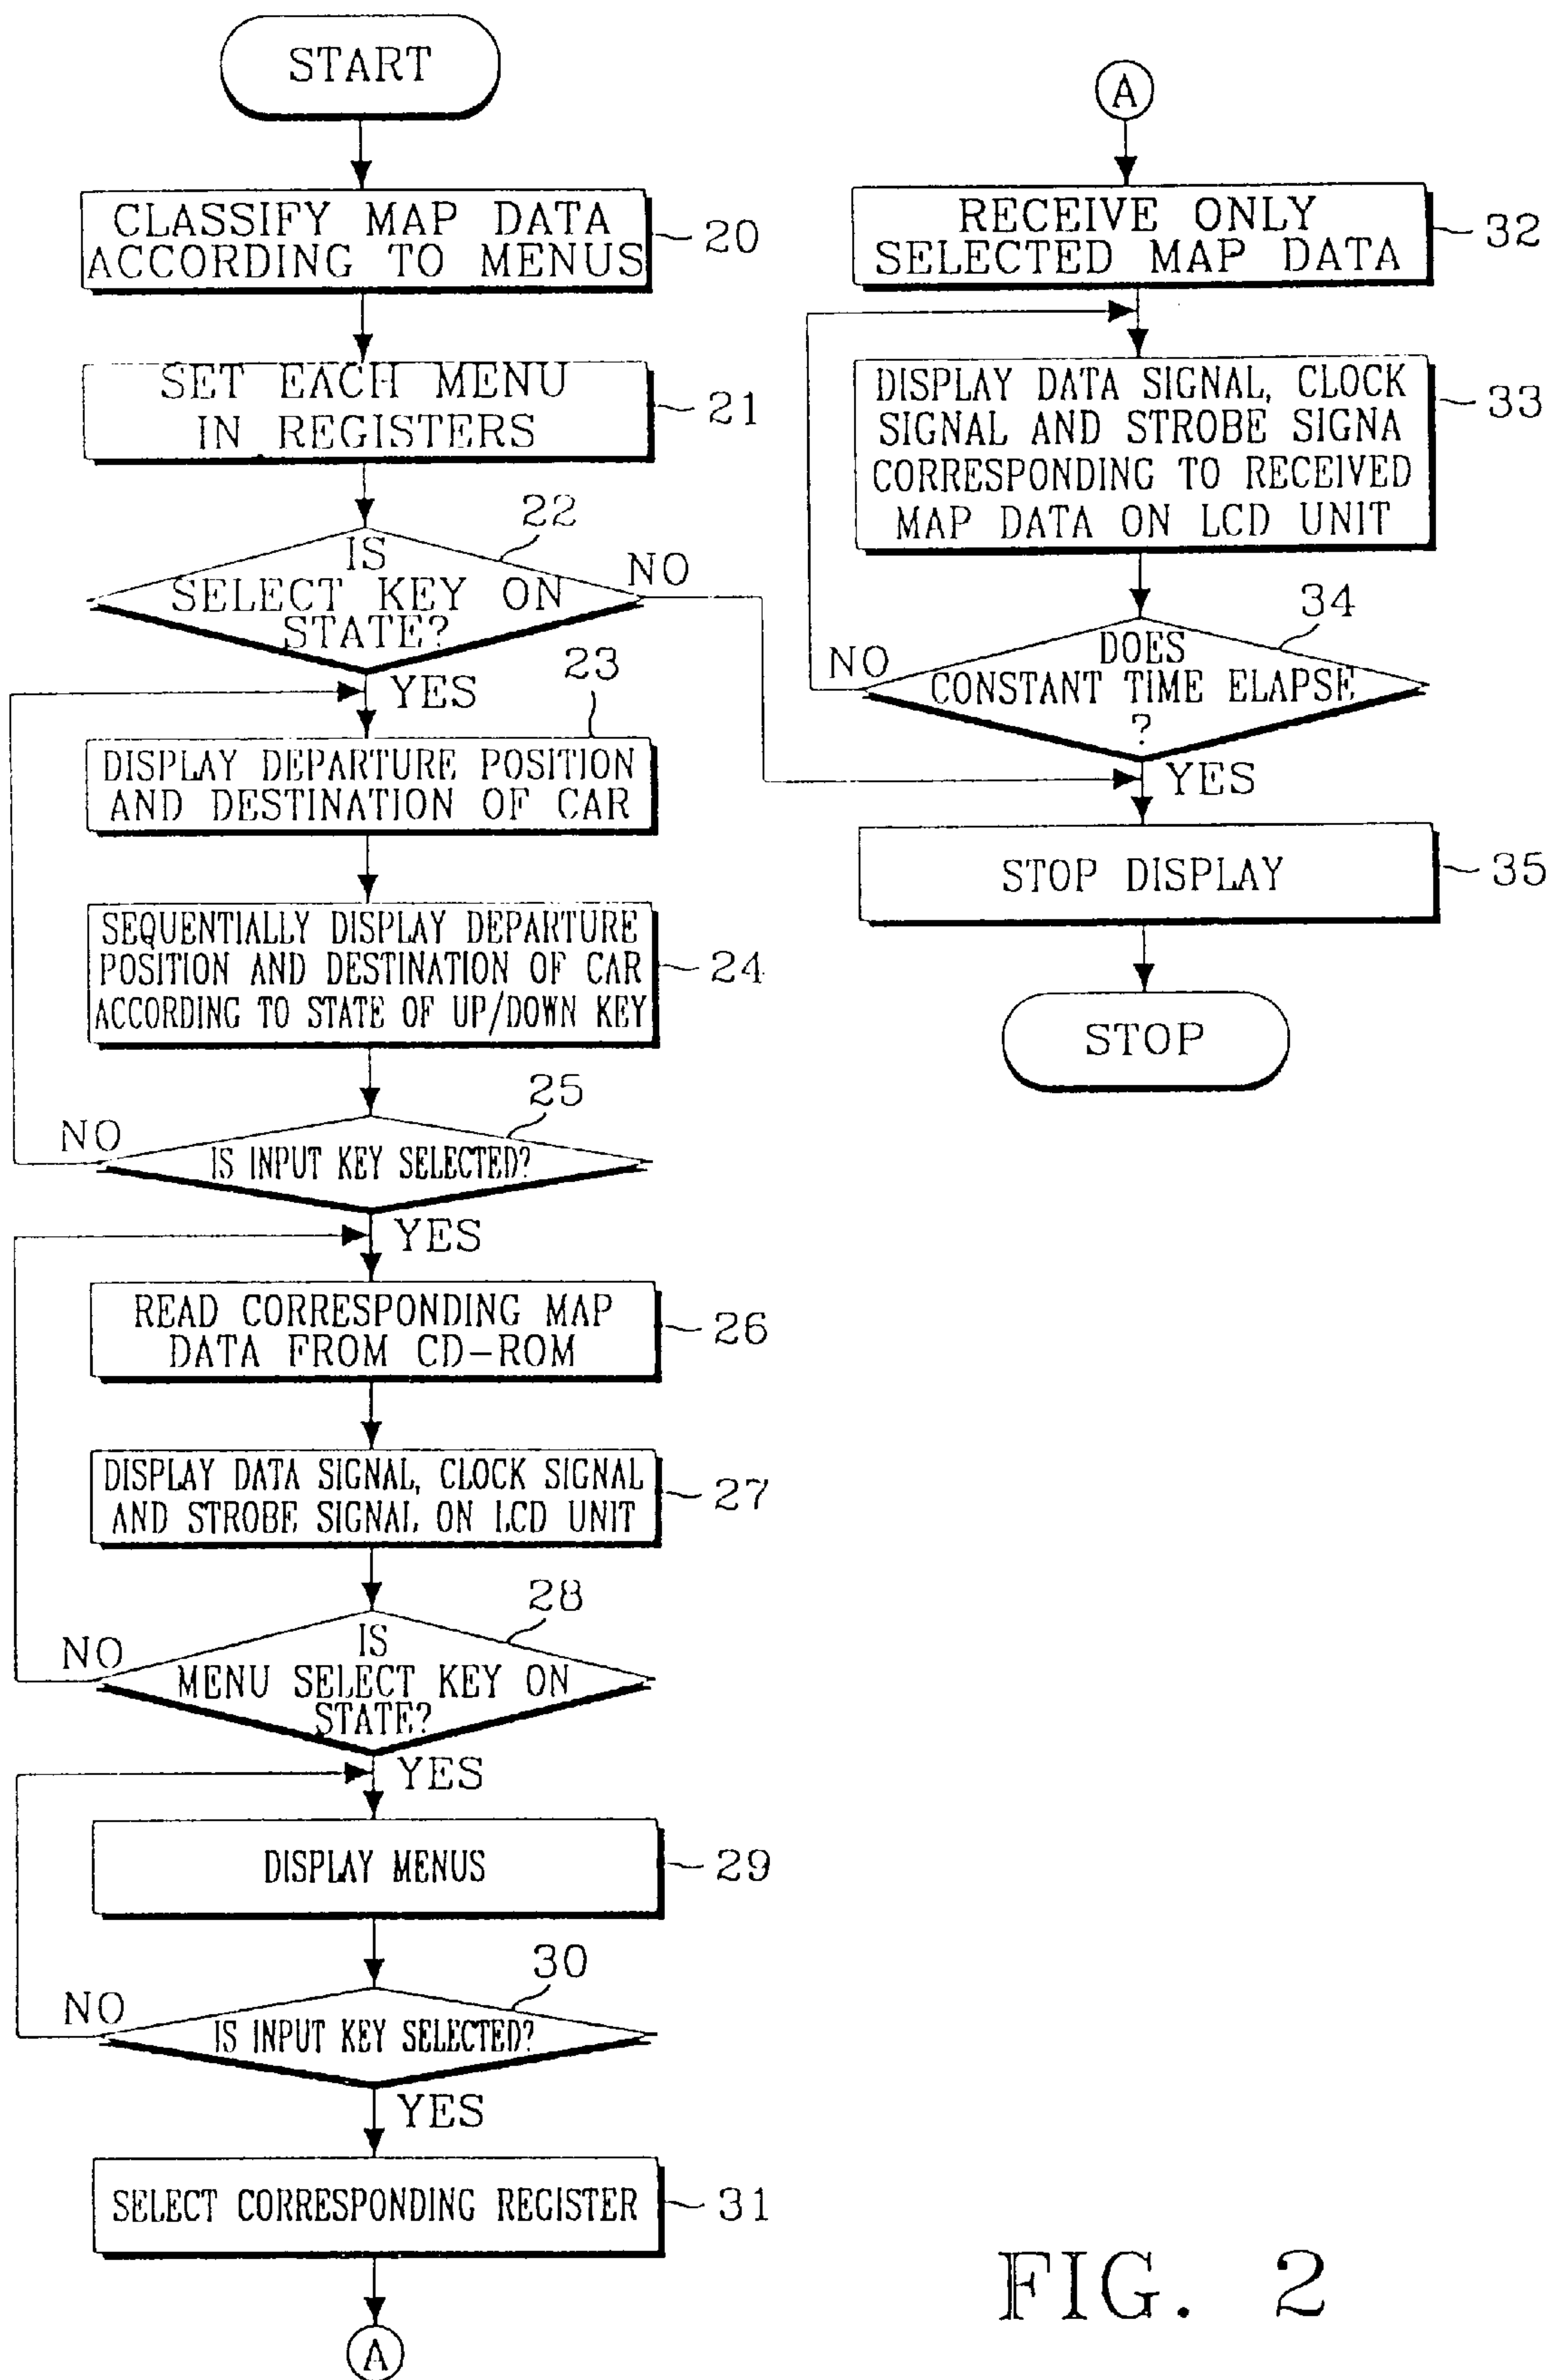 START
CLASSIFY MAP DATA
ACCORDING TO MENUS
20
SET EACH MENU
IN REGISTERS
21
22
IS
SELECT KEY ON
STATE?
NO
YES
23
DISPLAY DEPARTURE POSITION
AND DESTINATION OF CAR
SEQUENTIALLY DISPLAY DEPARTURE
POSITION AND DESTINATION OF CAR
ACCORDING TO STATE OF UP/DOWN KEY
24
25
NO
IS INPUT KEY SELECTED?
YES
READ CORRESPONDING MAP
DATA FROM CD-ROM
26
DISPLAY DATA SIGNAL, CLOCK SIGNAL
AND STROBE SIGNAL ON LCD UNIT
27
28
NO
IS
MENU SELECT KEY ON
STATE?
YES
DISPLAY MENUS
29
30
NO
IS INPUT KEY SELECTED?
YES
SELECT CORRESPONDING REGISTER
31
A
A
RECEIVE ONLY
SELECTED MAP DATA
32
DISPLAY DATA SIGNAL, CLOCK
SIGNAL AND STROBE SIGNA
CORRESPONDING TO RECEIVED
MAP DATA ON LCD UNIT
33
34
NO
DOES
CONSTANT TIME ELAPSE
?
YES
STOP DISPLAY
35
STOP
FIG. 2